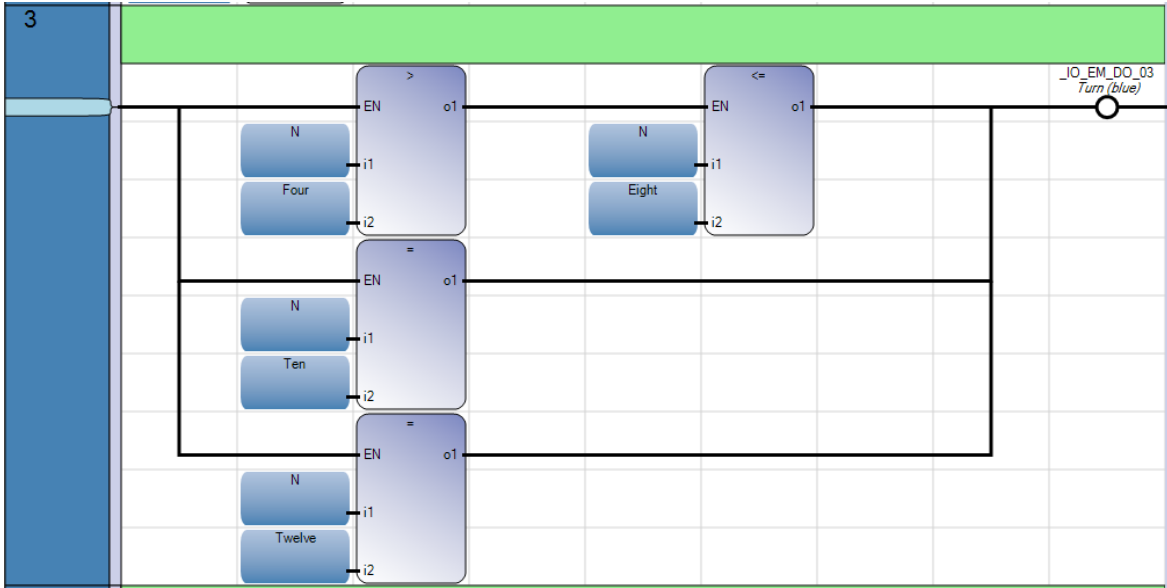 3
_IO_EM_DO_03
Turn (blue)
> <=
EN o1 EN o1
N N
i1 i1
Four Eight
i2 i2
=
EN o1
N
i1
Ten
i2
=
EN o1
N
i1
Twelve
i2